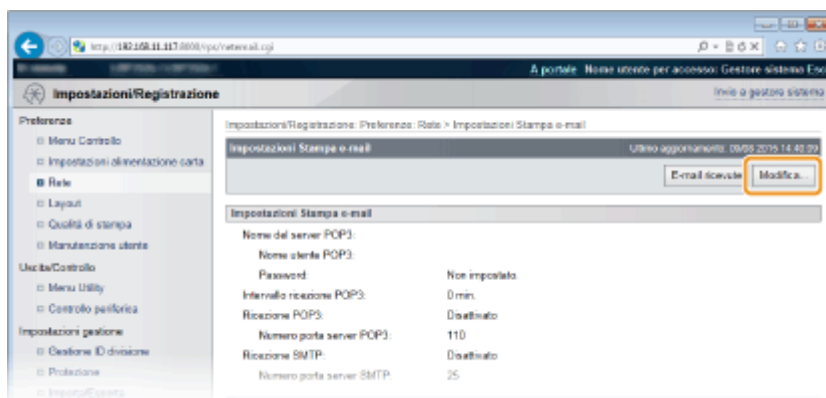 http://192.168.11.117:8000/rps/netemail.cgi
A portale Nome utente per accesso: Gestore sistema Esc
Impostazioni/Registrazione
Invio a gestore sistema
Preferenze
Menu Controllo
Impostazioni alimentazione carta
Rete
Layout
Qualità di stampa
Manutenzione utente
Uscita/Controllo
Menu Utility
Controllo periferica
Impostazioni gestione
Gestione ID divisione
Protezione
Importa/Esporta
Impostazioni/Registrazione: Preferenze: Rete > Impostazioni Stampa e-mail
Impostazioni Stampa e-mail
Ultimo aggiornamento: 09/08 2015 14:40:09
E-mail ricevute
Modifica...
Impostazioni Stampa e-mail
Nome del server POP3:
Nome utente POP3:
Password: Non impostato.
Intervallo ricezione POP3: 0 min.
Ricezione POP3: Disattivato
Numero porta server POP3: 110
Ricezione SMTP: Disattivato
Numero porta server SMTP: 25